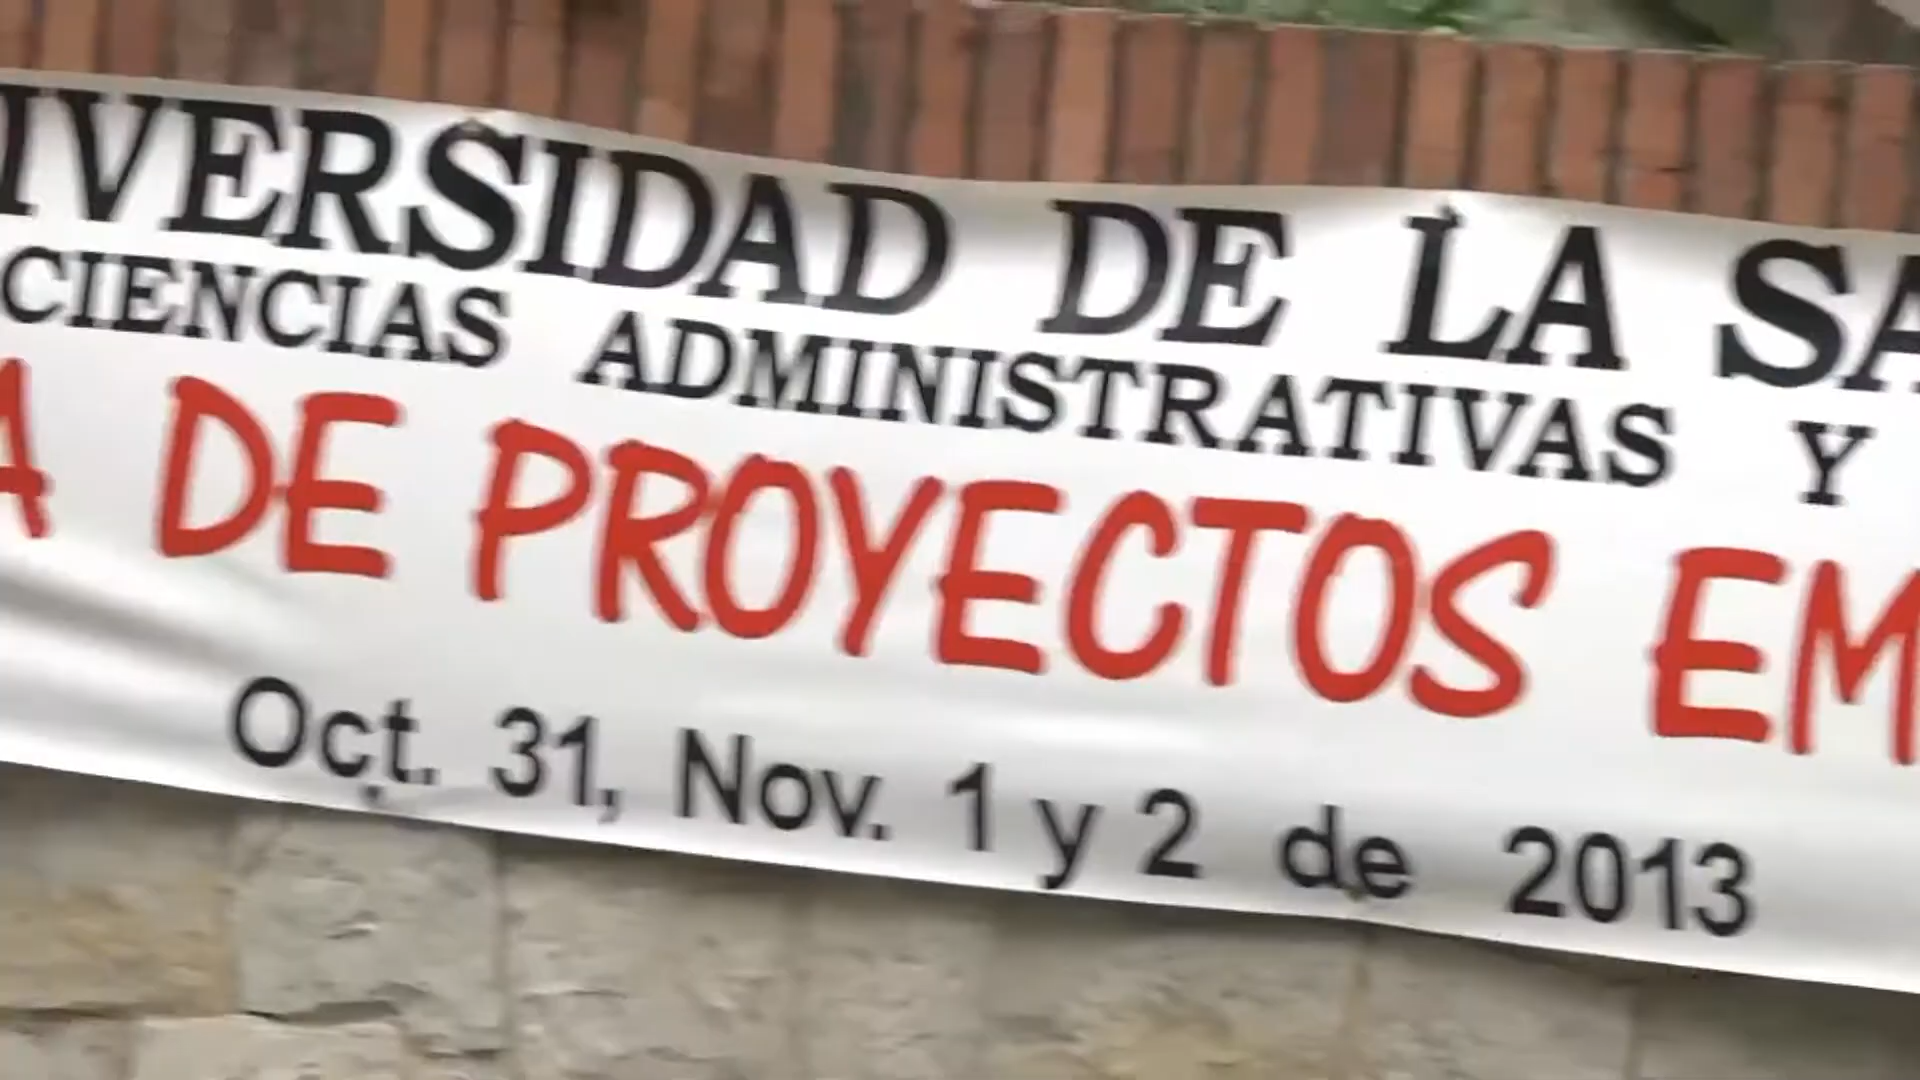 IVERSIDAD DE LA SA
CIENCIAS ADMINISTRATIVAS Y
A DE PROYECTOS EM
Oct. 31, Nov. 1 y 2 de 2013